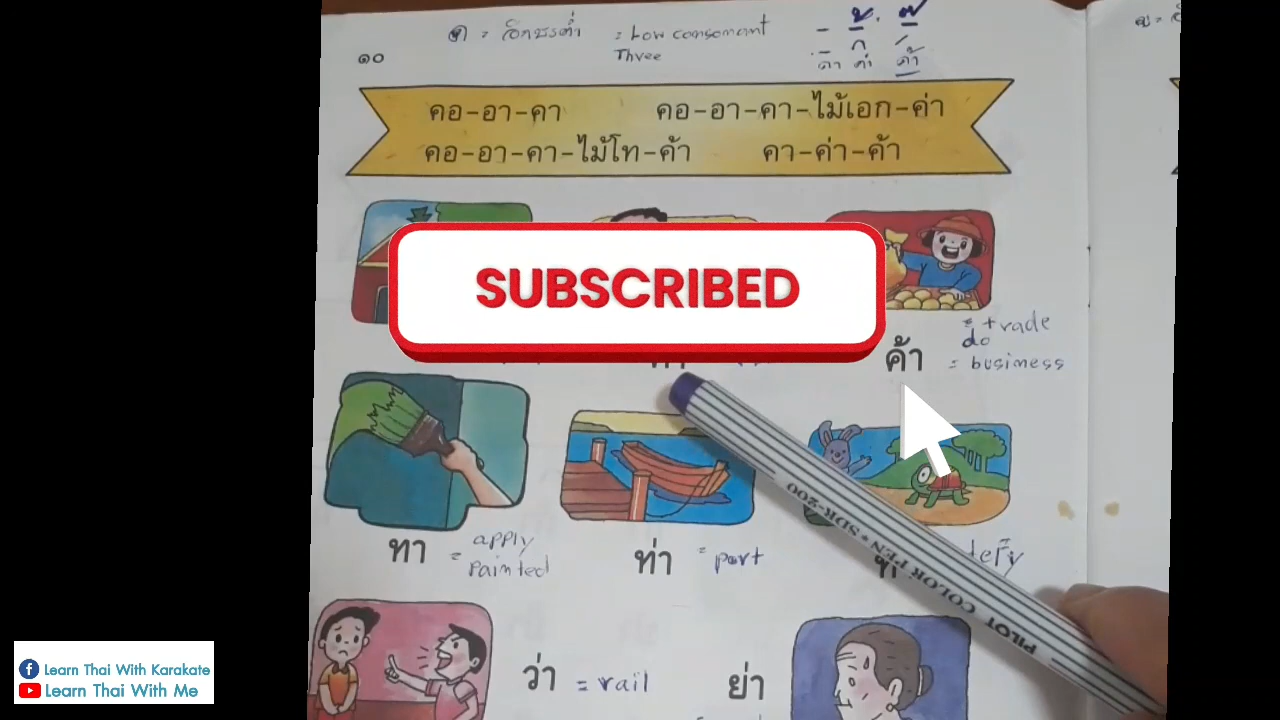 ค = อักษรต่ำ = Low consonant
Three
๑๐
คา ค่า ค้า
คอ-อา-คา คอ-อา-คา-ไม้เอก-ค่า
คอ-อา-คา-ไม้โท-ค้า คา-ค่า-ค้า
SUBSCRIBED
ค้า = trade
do
= business
ทา = apply
painted
ท่า = port
PILOT COLOR PEN SDR-200
ว่า = rail
ย่า
Learn Thai With Karakate
Learn Thai With Me